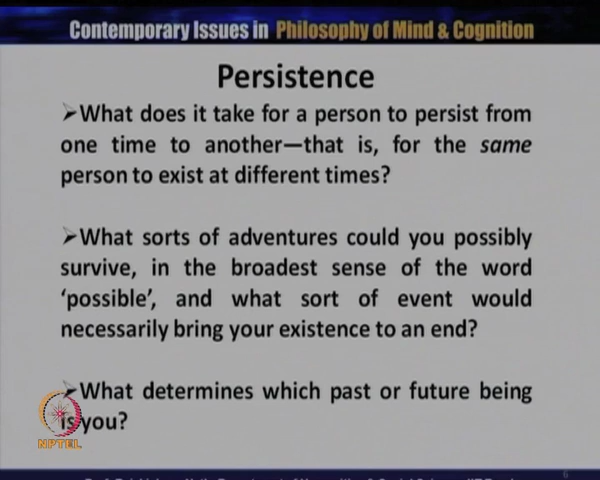 Contemporary Issues in Philosophy of Mind & Cognition
Persistence
➢What does it take for a person to persist from
one time to another—that is, for the same
person to exist at different times?
➢What sorts of adventures could you possibly
survive, in the broadest sense of the word
‘possible’, and what sort of event would
necessarily bring your existence to an end?
➢What determines which past or future being
is you?
NPTEL
6